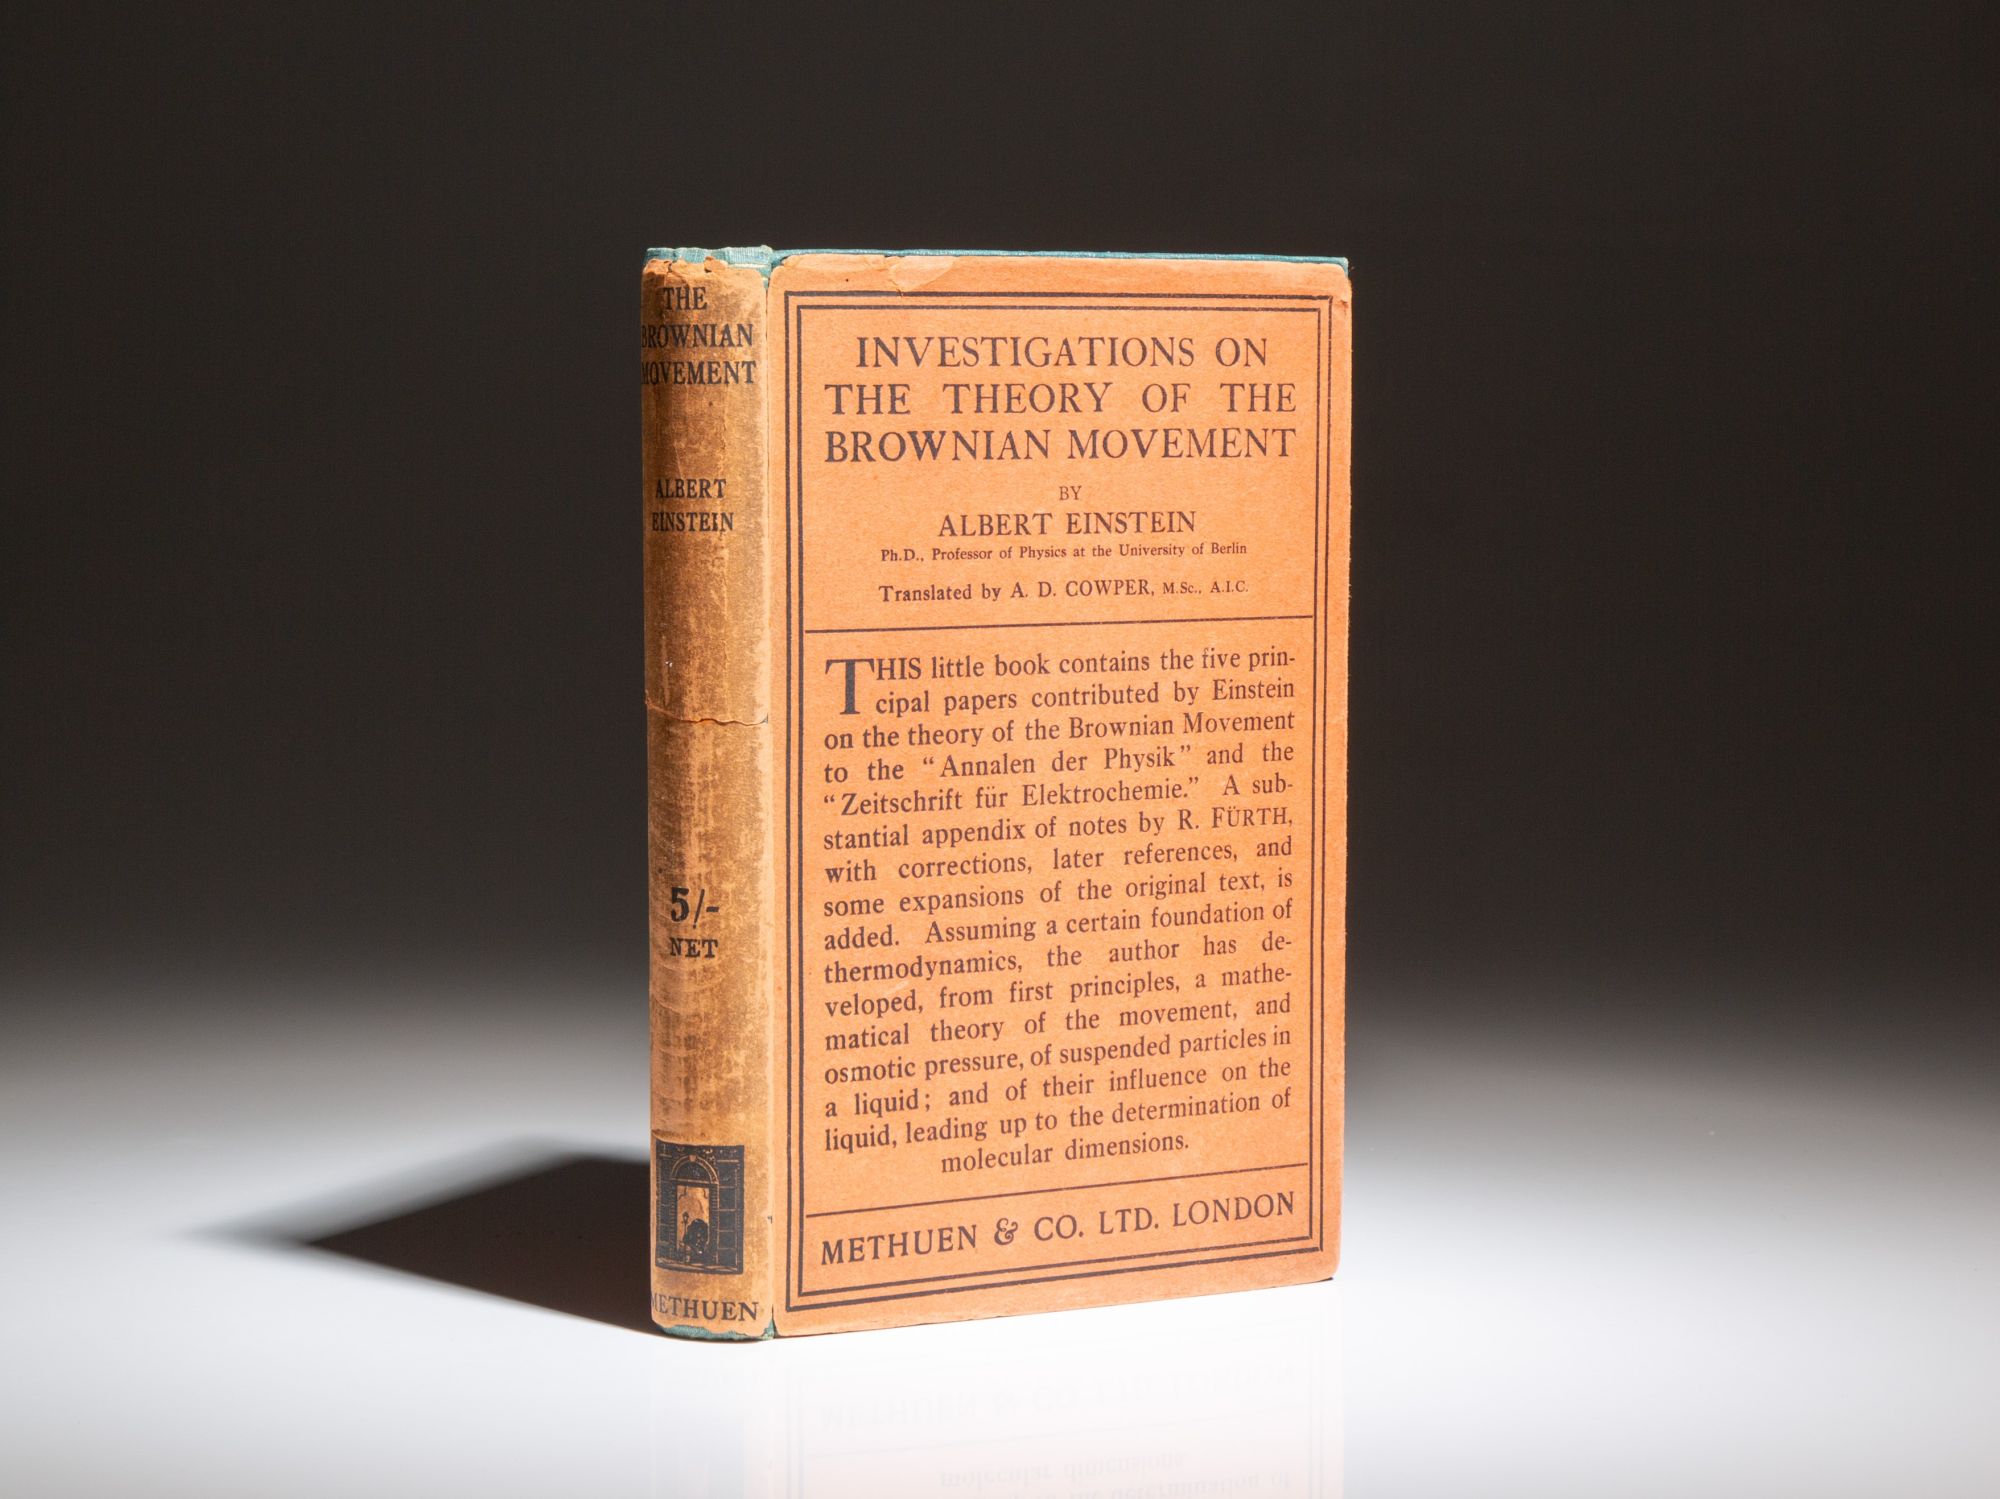 THE
BROWNIAN
MOVEMENT
ALBERT
EINSTEIN
5/-
NET
METHUEN
INVESTIGATIONS ON
THE THEORY OF THE
BROWNIAN MOVEMENT
BY
ALBERT EINSTEIN
Ph.D., Professor of Physics at the University of Berlin
Translated by A. D. COWPER, M.Sc., A.I.C.
THIS little book contains the five prin-
cipal papers contributed by Einstein
on the theory of the Brownian Movement
to the “Annalen der Physik” and the
“Zeitschrift für Elektrochemie.” A sub-
stantial appendix of notes by R. FÜRTH,
with corrections, later references, and
some expansions of the original text, is
added. Assuming a certain foundation of
thermodynamics, the author has de-
veloped, from first principles, a mathe-
matical theory of the movement, and
osmotic pressure, of suspended particles in
a liquid; and of their influence on the
liquid, leading up to the determination of
molecular dimensions.
METHUEN & CO. LTD. LONDON